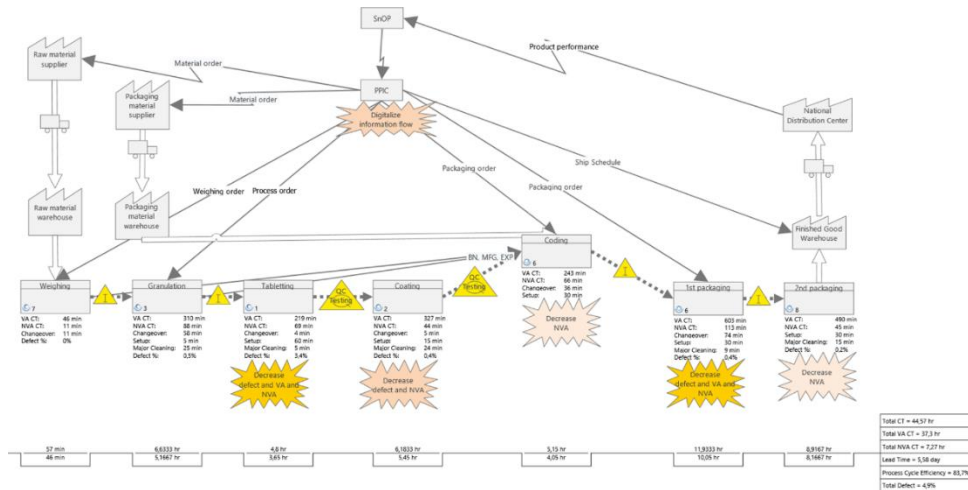 SnOP
Product performance
Raw material
supplier
Material order
PPIC
Packaging
material
supplier
Material order
Digitalize
information flow
National
Distribution Center
Packaging order
Ship Schedule
Weighing order
Process order
Packaging order
Raw material
warehouse
Packaging
material
warehouse
Finished Good
Warehouse
Coding
6
BN, MFG, EXP
VA CT: 243 min
NVA CT: 66 min
Changeover: 36 min
Setup: 30 min
Decrease
NVA
Weighing
7
VA CT: 46 min
NVA CT: 11 min
Changeover: 11 min
Defect %: 0%
I
Granulation
3
VA CT: 313 min
NVA CT: 88 min
Changeover: 58 min
Setup: 5 min
Major Cleaning: 25 min
Defect %: 0,5%
I
Tabletting
1
VA CT: 219 min
NVA CT: 69 min
Changeover: 4 min
Setup: 60 min
Major Cleaning: 5 min
Defect %: 3,4%
Decrease
defect and VA and
NVA
QC
Testing
Coating
2
VA CT: 327 min
NVA CT: 44 min
Changeover: 5 min
Setup: 15 min
Major Cleaning: 24 min
Defect %: 0,4%
Decrease
defect and NVA
QC
Testing
I
1st packaging
6
VA CT: 603 min
NVA CT: 113 min
Changeover: 74 min
Setup: 30 min
Major Cleaning: 9 min
Defect %: 0,4%
Decrease
defect and VA and
NVA
I
2nd packaging
8
VA CT: 490 min
NVA CT: 45 min
Setup: 30 min
Major Cleaning: 15 min
Defect %: 0,2%
Decrease
NVA
57 min
46 min
6,6333 hr
5,1667 hr
4,8 hr
3,65 hr
6,1833 hr
5,45 hr
5,15 hr
4,05 hr
11,9333 hr
10,05 hr
8,9167 hr
8,1667 hr
Total CT = 44,57 hr
Total VA CT = 37,3 hr
Total NVA CT = 7,27 hr
Lead Time = 5,58 day
Process Cycle Efficiency = 83,7%
Total Defect = 4,9%